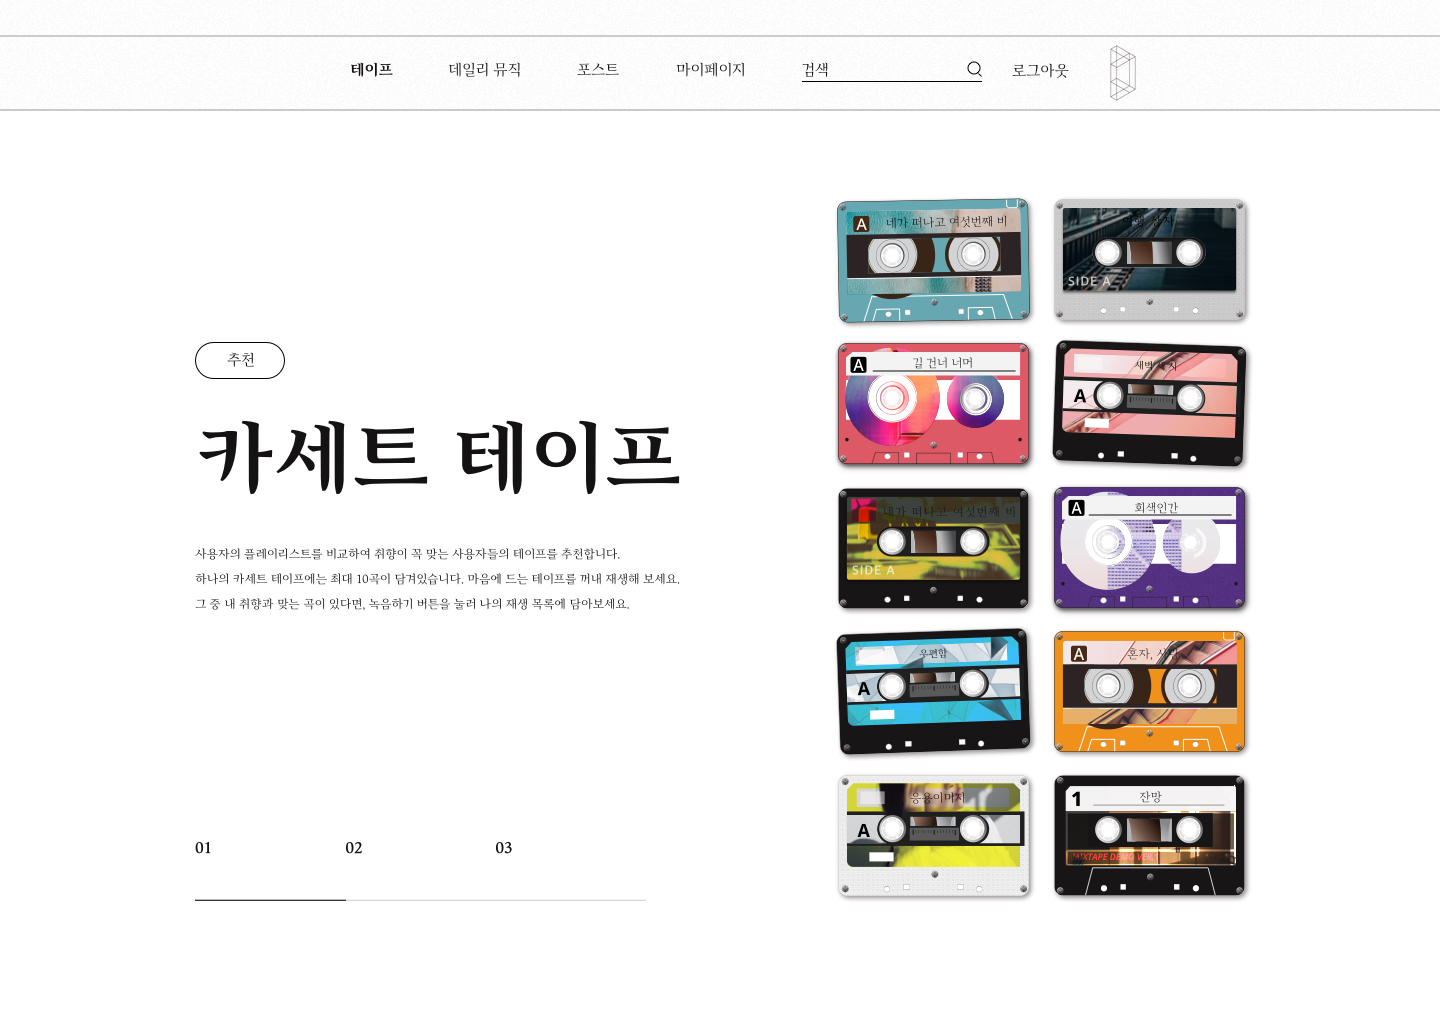 테이프
데일리 뮤직
포스트
마이페이지
검색
로그아웃
추천
카세트 테이프
사용자의 플레이리스트를 비교하여 취향이 꼭 맞는 사용자들의 테이프를 추천합니다.
하나의 카세트 테이프에는 최대 10곡이 담겨있습니다. 마음에 드는 테이프를 꺼내 재생해 보세요.
그 중 내 취향과 맞는 곡이 있다면, 녹음하기 버튼을 눌러 나의 재생 목록에 담아보세요.
01
02
03
A
네가 떠나고 여섯번째 비
SIDE A
A
길 건너 너머
새벽
A
네가 떠나고 여섯번째 비
SIDE A
A
회색인간
우편함
A
A
혼자,
응용이미지
A
1
잔망
MIXTAPE DEMO VER.